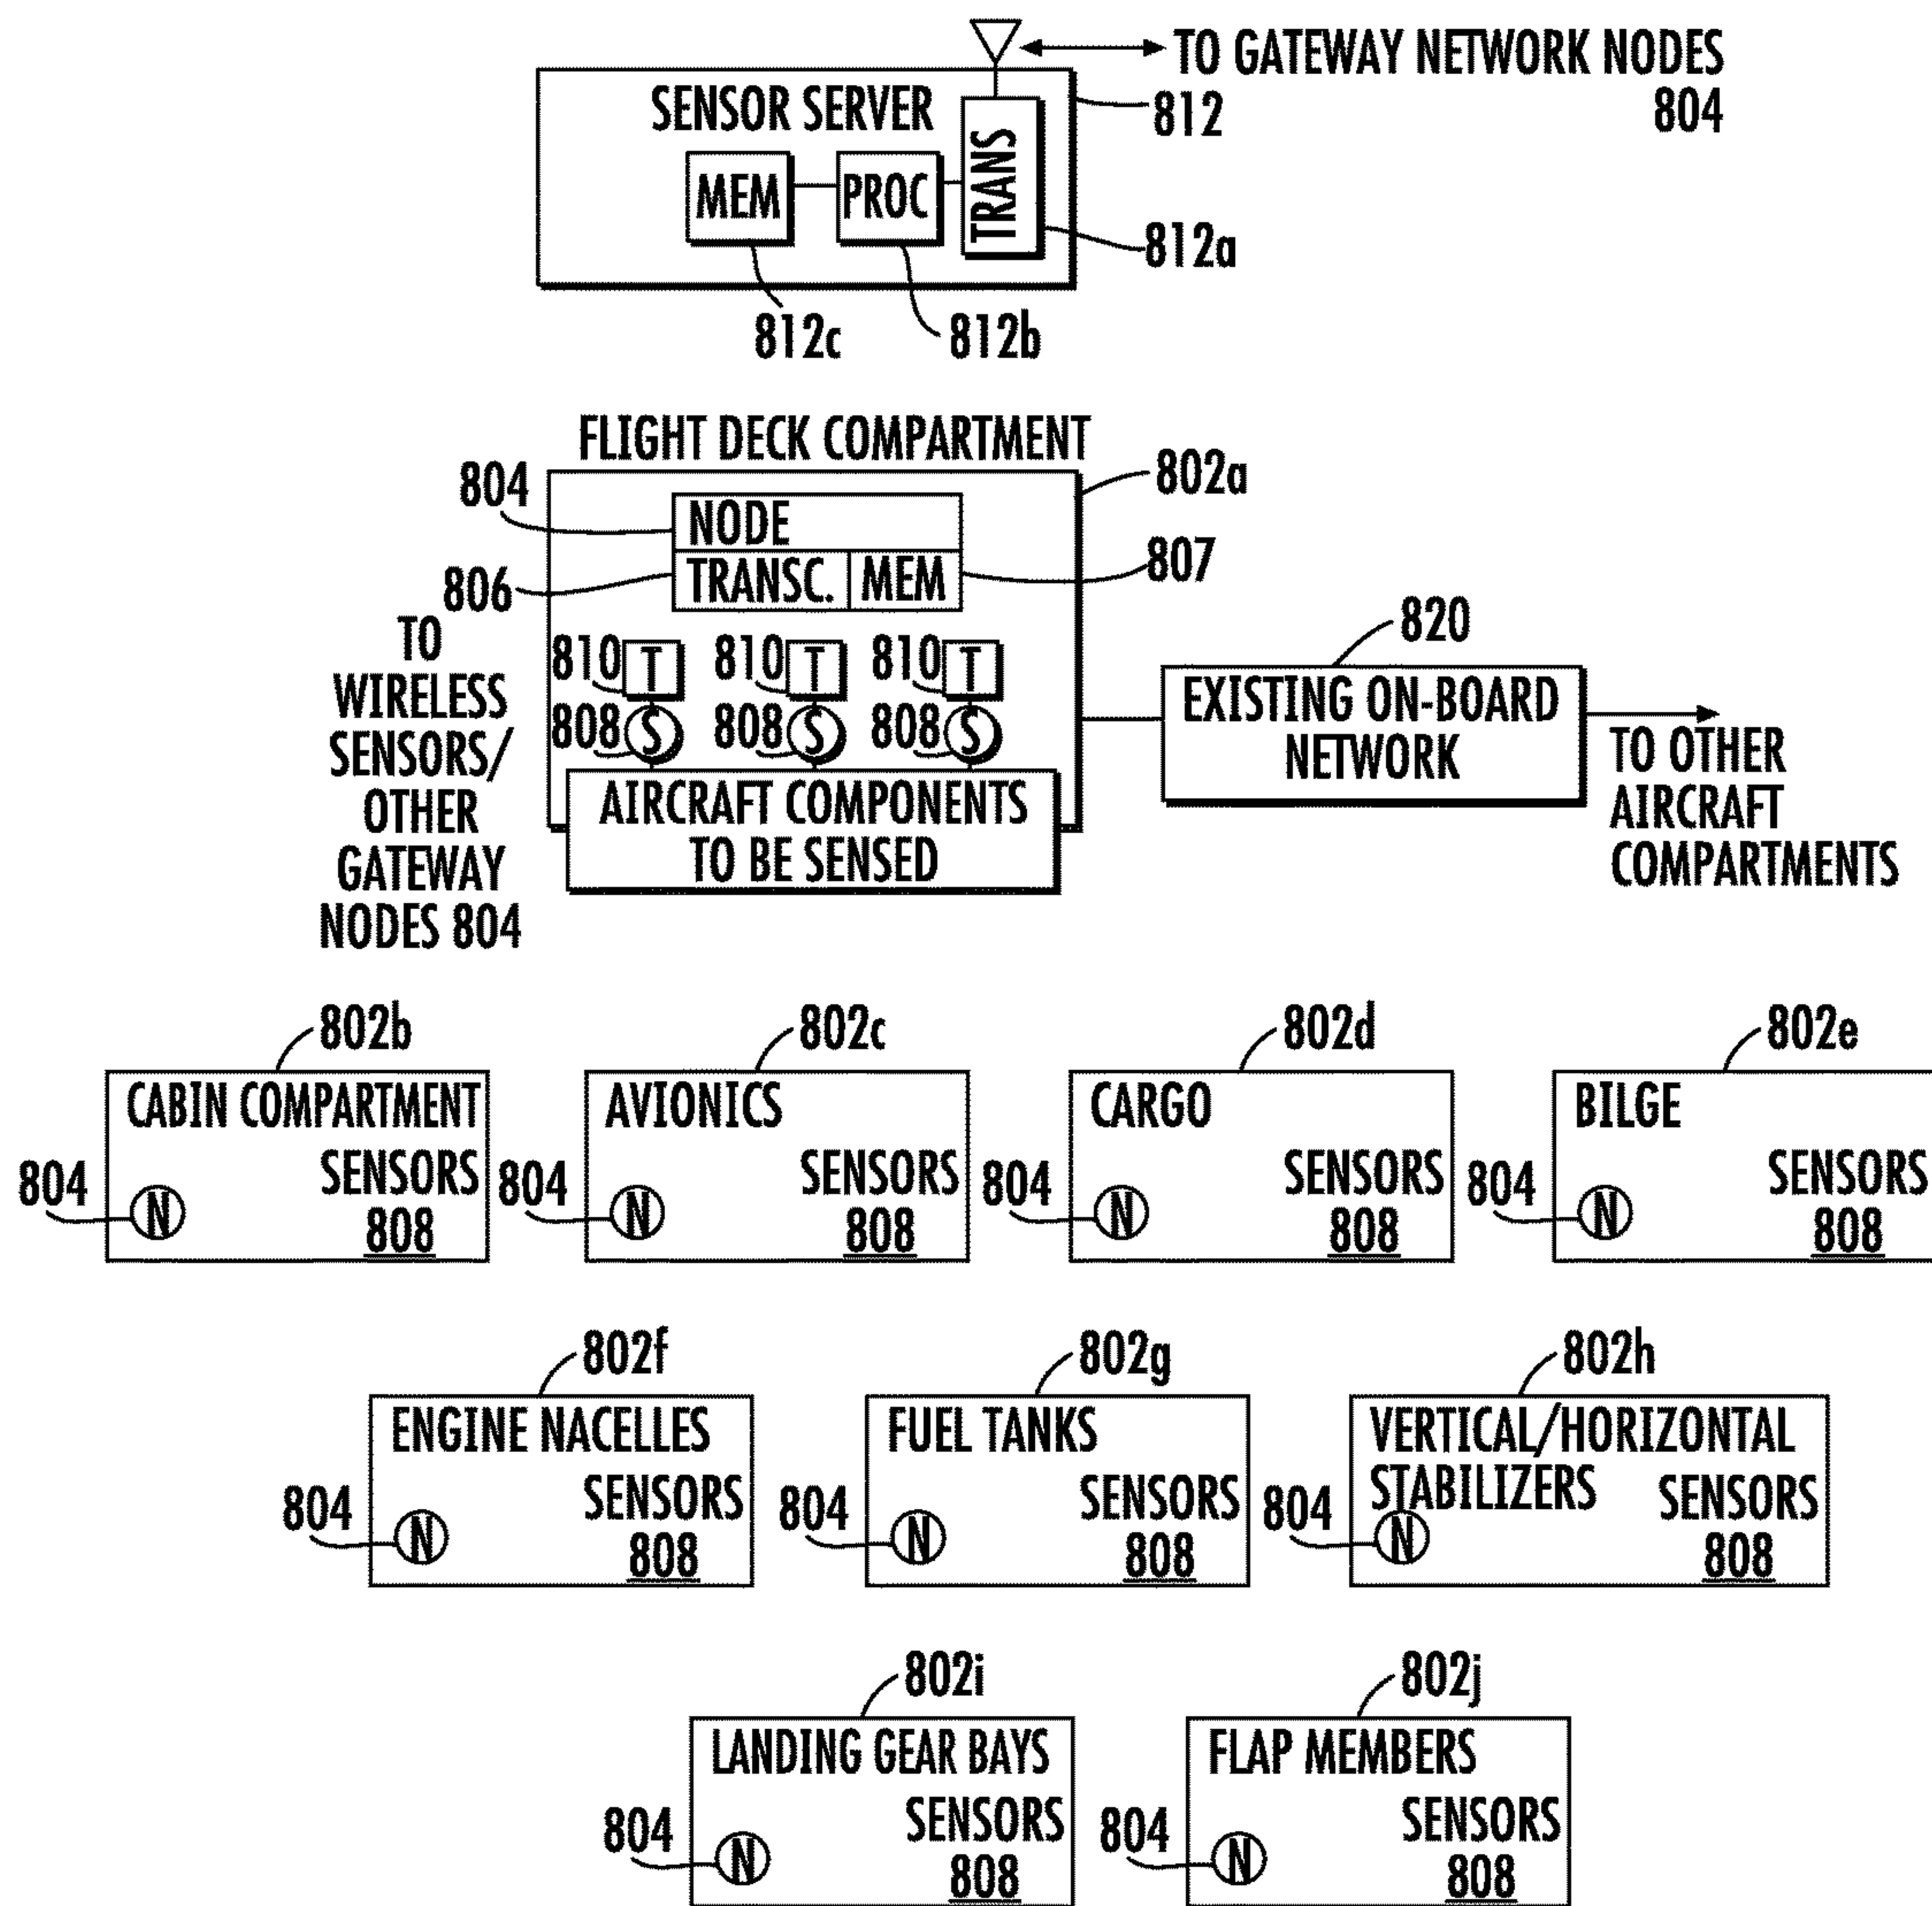 TO GATEWAY NETWORK NODES
804
SENSOR SERVER
812
MEM
PROC
TRANS
812a
812c
812b
FLIGHT DECK COMPARTMENT
802a
804
NODE
807
806
TRANSC.
MEM
TO
WIRELESS
SENSORS/
OTHER
GATEWAY
NODES 804
810 T
810 T
810 T
808 S
808 S
808 S
AIRCRAFT COMPONENTS
TO BE SENSED
820
EXISTING ON-BOARD
NETWORK
TO OTHER
AIRCRAFT
COMPARTMENTS
802b
CABIN COMPARTMENT
SENSORS
808
804
N
802c
AVIONICS
SENSORS
808
804
N
802d
CARGO
SENSORS
808
804
N
802e
BILGE
SENSORS
808
804
N
802f
ENGINE NACELLES
SENSORS
808
804
N
802g
FUEL TANKS
SENSORS
808
804
N
802h
VERTICAL/HORIZONTAL
STABILIZERS
SENSORS
808
804
N
802i
LANDING GEAR BAYS
SENSORS
808
804
N
802j
FLAP MEMBERS
SENSORS
808
804
N